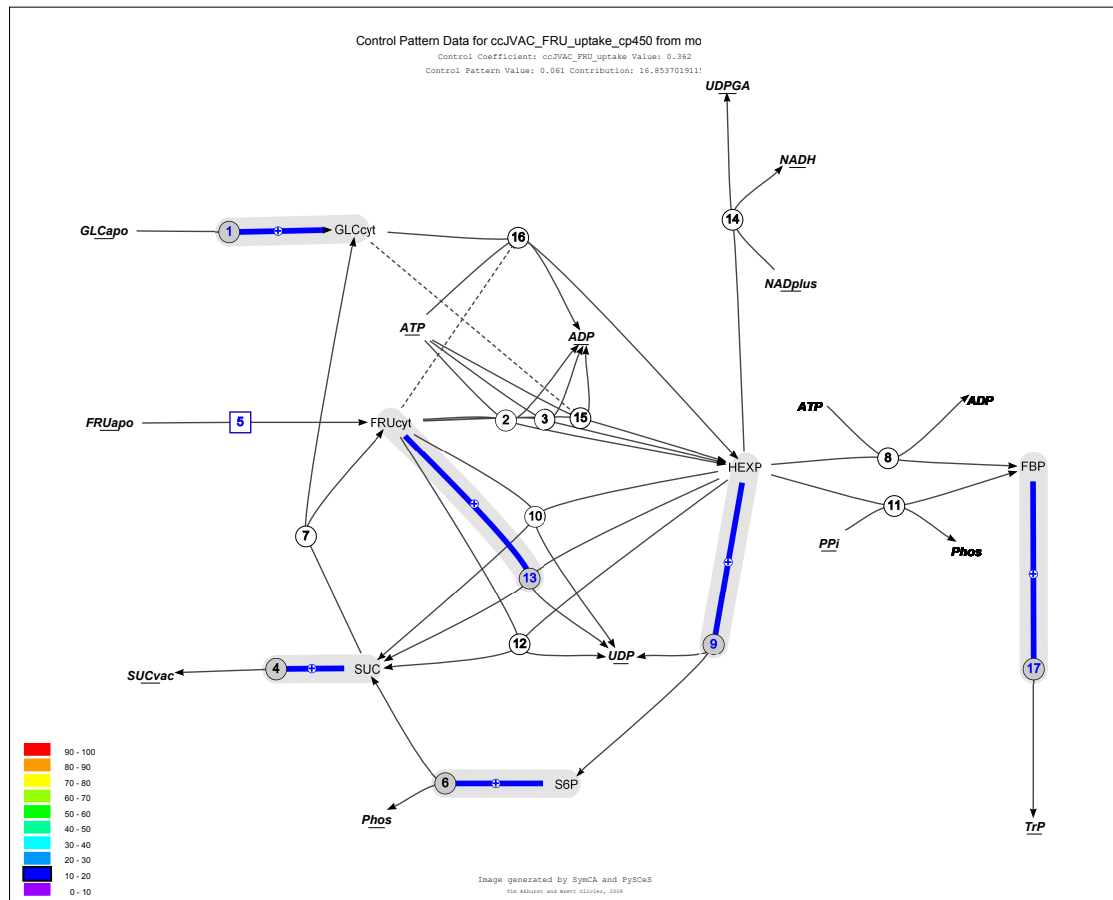 Control Pattern Data for ccJVAC_FRU_uptake_cp450 from mo
Control Coefficient: ccJVAC_FRU_uptake Value: 0.362
Control Pattern Value: 0.061 Contribution: 16.853701911
UDPGA
NADH
14
GLCapo
1
GLCcyt
16
NADplus
ATP
ADP
FRUapo
5
FRUcyt
2
3
15
ATP
ADP
8
HEXP
FBP
11
10
7
PPi
Phos
13
12
9
UDP
SUCvac
4
SUC
17
6
S6P
Phos
TrP
90 - 100
80 - 90
70 - 80
60 - 70
50 - 60
40 - 50
30 - 40
20 - 30
10 - 20
0 - 10
Image generated by SymCA and PySCeS
Tim Akhurst and Brett Olivier, 2008